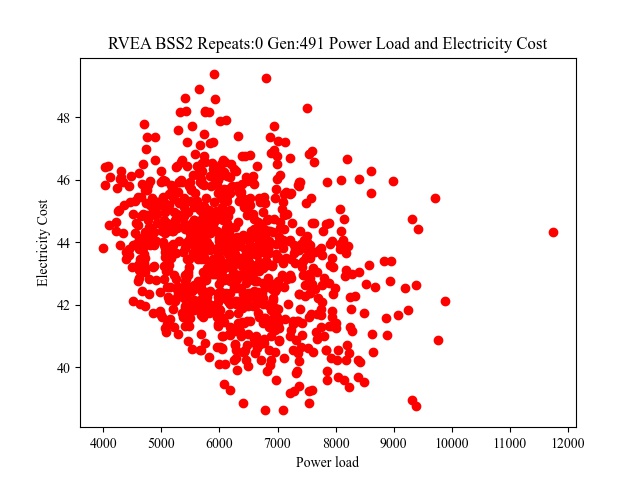 RVEA BSS2 Repeats:0 Gen:491 Power Load and Electricity Cost
Electricity Cost
48
46
44
42
40
4000 5000 6000 7000 8000 9000 10000 11000 12000
Power load